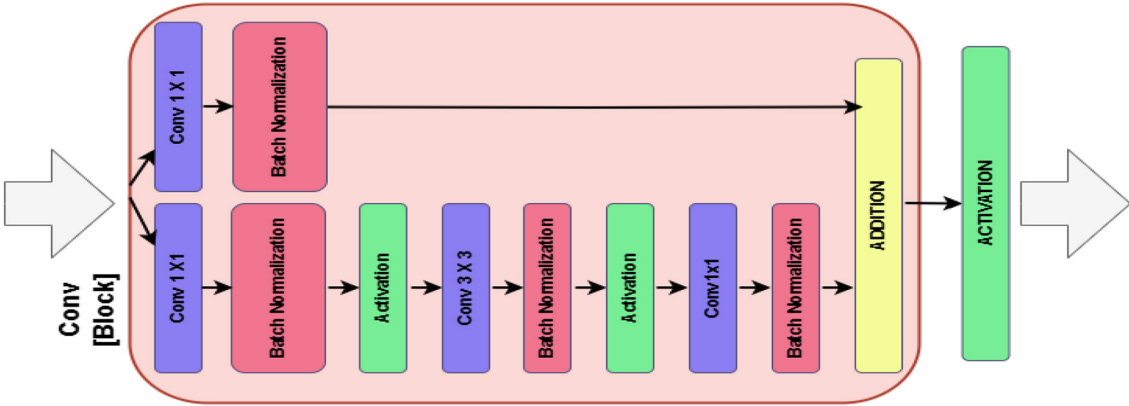 Conv
[Block]
Conv 1 X 1
Batch Normalization
Conv 1 X1
Batch Normalization
Activation
Conv 3 X 3
Batch Normalization
Activation
Conv1x1
Batch Normalization
ADDITION
ACTIVATION